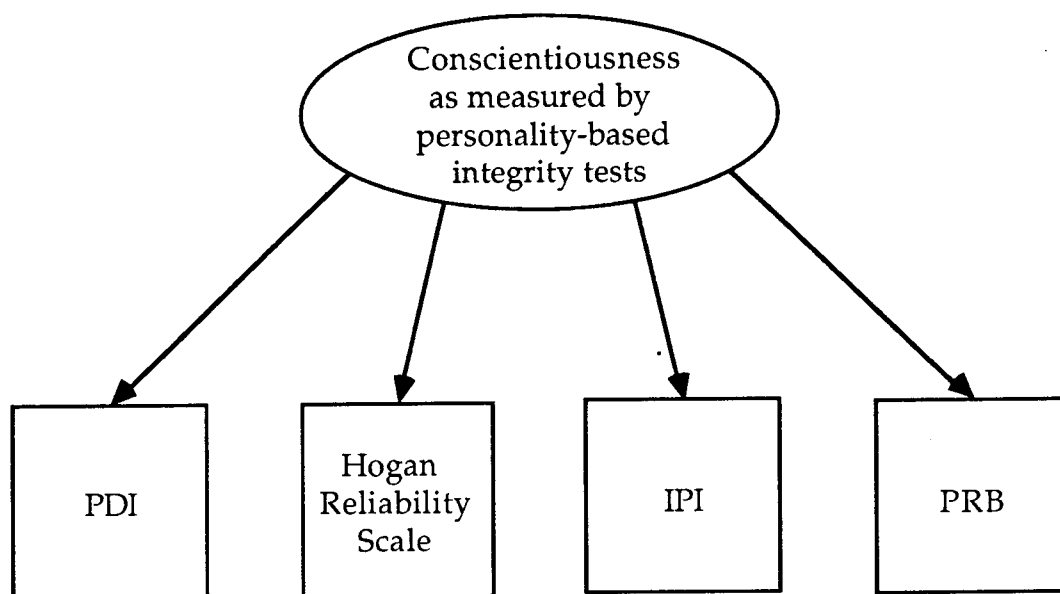 Conscientiousness
as measured by
personality-based
integrity tests
PDI
Hogan
Reliability
Scale
IPI
PRB